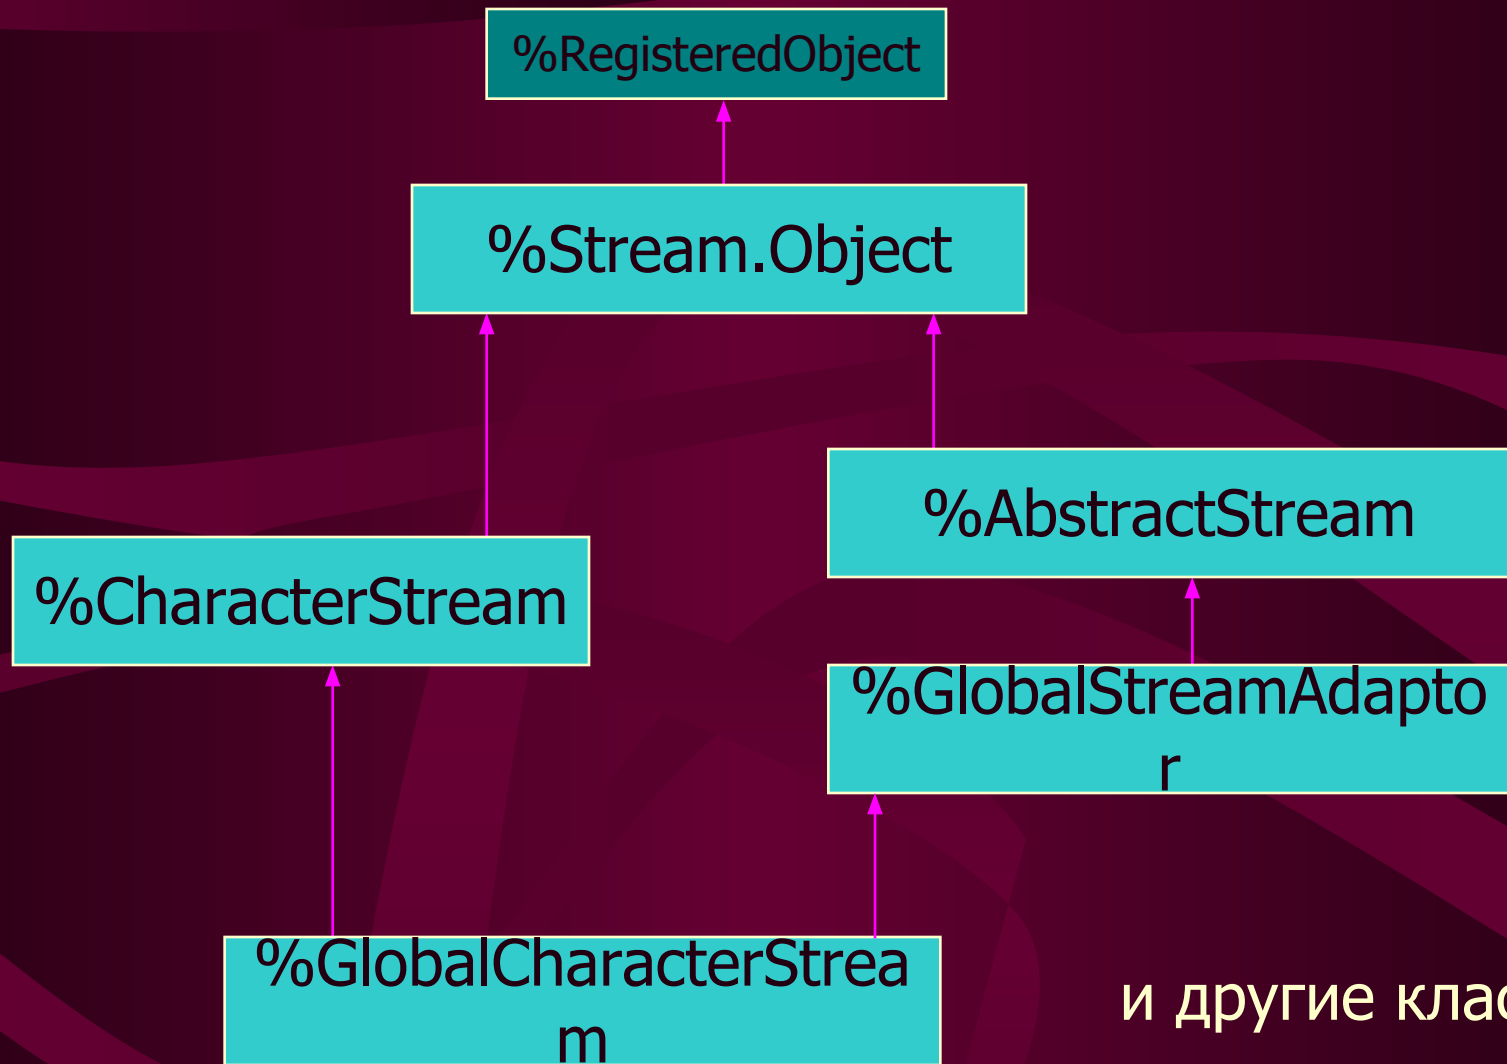 %RegisteredObject
%Stream.Object
%AbstractStream
%CharacterStream
%GlobalStreamAdapto
r
%GlobalCharacterStrea
m
и другие